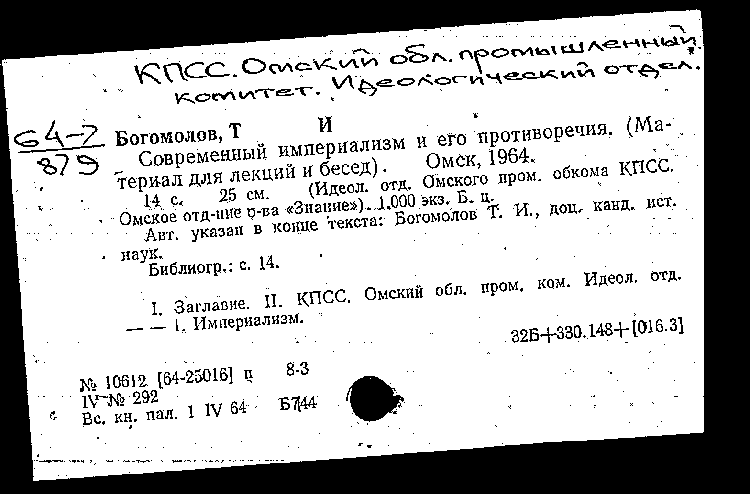 КПСС. Омский обл. промышленный
комитет. Идеологический отдел.
64-7
879
Богомолов, Т И
Современный империализм и его противоречия. (Ма-
териал для лекций и бесед). Омск, 1964.
14 с. 25 см. (Идеол. отд. Омского пром. обкома КПСС.
Омское отд-ние о-ва «Знание»). 1.000 экз. Б. ц.
Авт. указан в конце текста: Богомолов Т. И., доц. канд. ист.
наук.
Библиогр.: с. 14.
I. Заглавие. II. КПСС. Омский обл. пром. ком. Идеол. отд.
— — 1. Империализм.
32Б+330.148+[016.3]
№ 10612 [64-25016] п 8-3
IV № 292
Вс. кн. пал. 1 IV 64 Б744